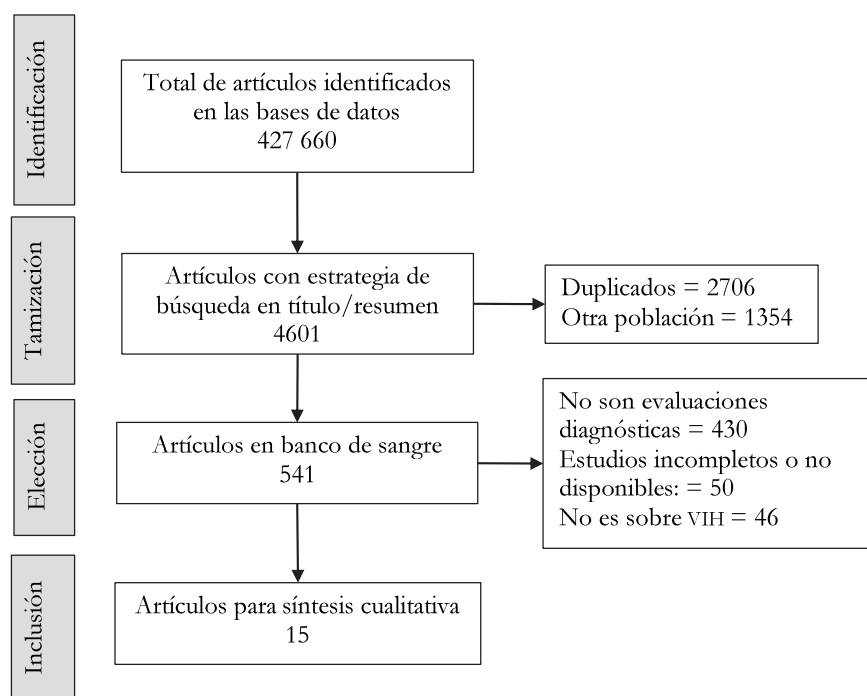 Identificación
Total de artículos identificados
en las bases de datos
427 660
Tamización
Artículos con estrategia de
búsqueda en título/resumen
4601
Duplicados = 2706
Otra población = 1354
Elección
Artículos en banco de sangre
541
No son evaluaciones
diagnósticas = 430
Estudios incompletos o no
disponibles: = 50
No es sobre VIH = 46
Inclusión
Artículos para síntesis cualitativa
15